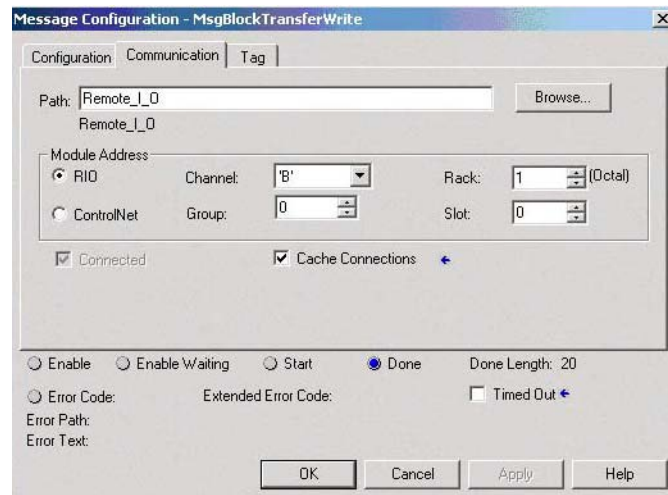 Message Configuration - MsgBlockTransferWrite
Configuration Communication Tag
Path: Remote_I_O Browse...
Remote_I_O
Module Address
RIO Channel: 'B' Rack: 1 (Octal)
ControlNet Group: 0 Slot: 0
Connected Cache Connections
Enable Enable Waiting Start Done Done Length: 20
Error Code: Extended Error Code: Timed Out
Error Path:
Error Text:
OK Cancel Apply Help